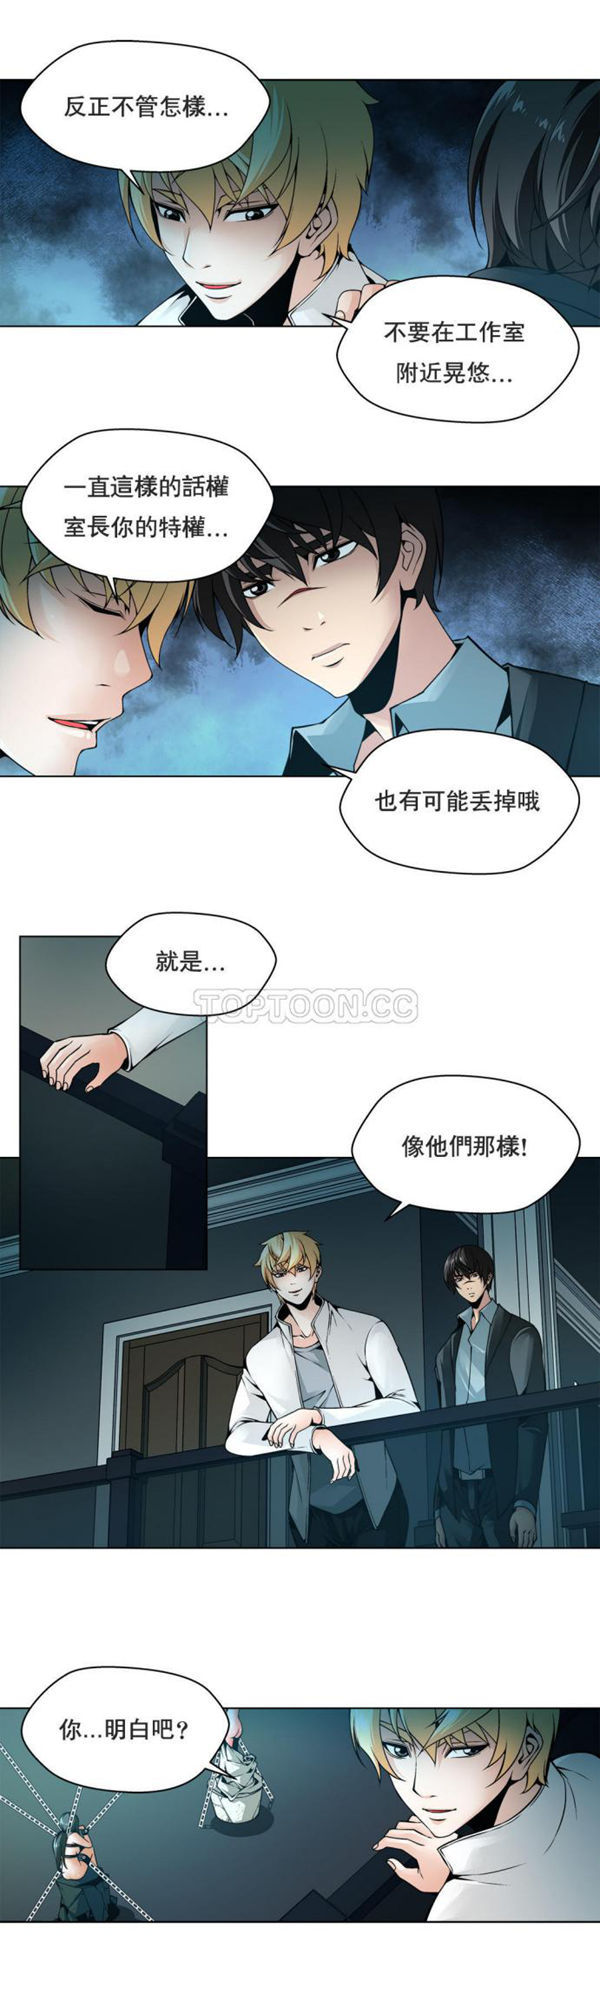 反正不管怎樣...
不要在工作室
附近晃悠...
一直這樣的話權
室長你的特權...
也有可能丟掉哦
就是...
TOPTOON.CC
像他們那樣!
你...明白吧?